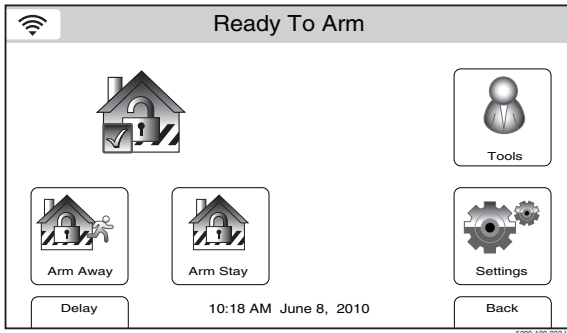 Ready To Arm
Tools
Arm Away
Arm Stay
Settings
Delay
10:18 AM June 8, 2010
Back